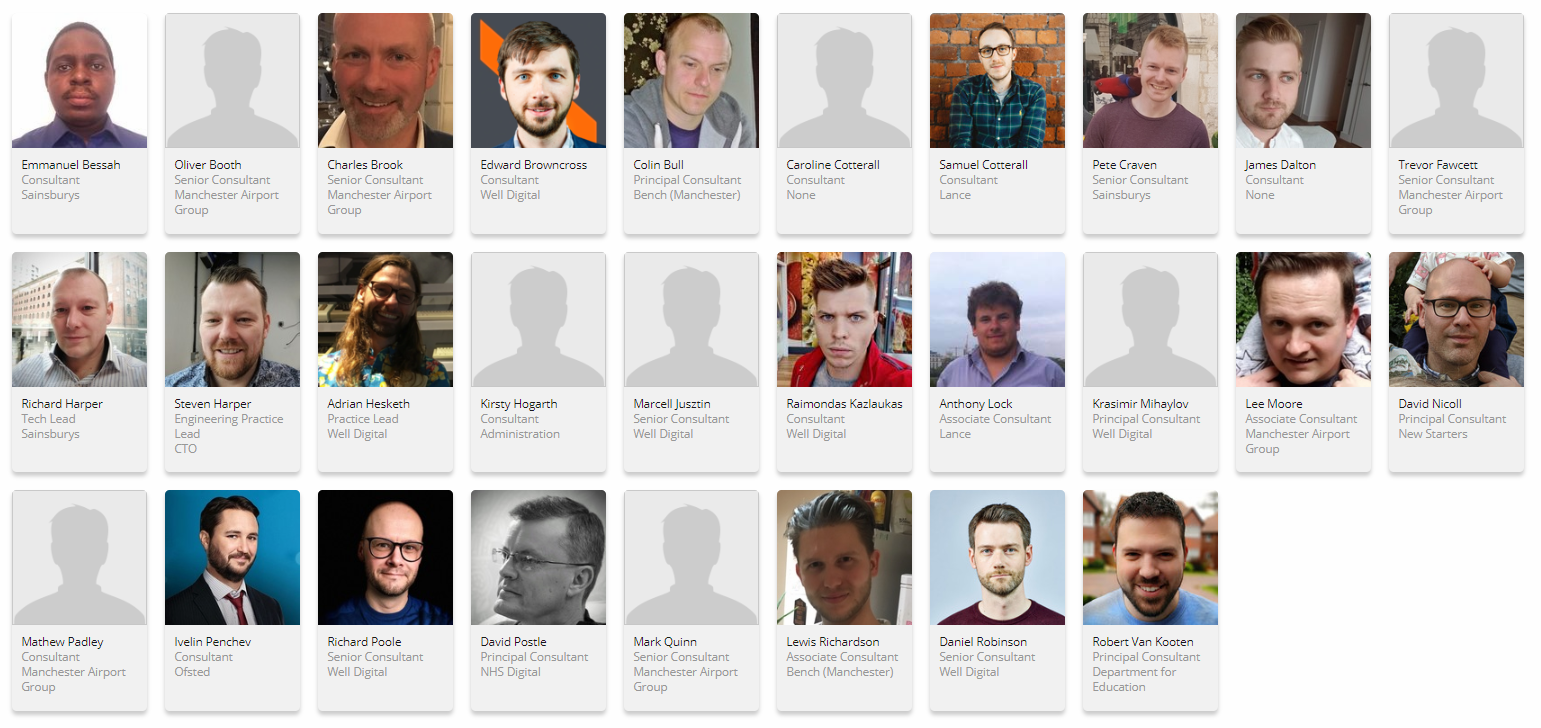 Emmanuel Bessah
Consultant
Sainsburys
Oliver Booth
Senior Consultant
Manchester Airport
Group
Charles Brook
Senior Consultant
Manchester Airport
Group
Edward Browncross
Consultant
Well Digital
Colin Bull
Principal Consultant
Bench (Manchester)
Caroline Cotterall
Consultant
None
Samuel Cotterall
Consultant
Lance
Pete Craven
Senior Consultant
Sainsburys
James Dalton
Consultant
None
Trevor Fawcett
Senior Consultant
Manchester Airport
Group
Richard Harper
Tech Lead
Sainsburys
Steven Harper
Engineering Practice
Lead
CTO
Adrian Hesketh
Practice Lead
Well Digital
Kirsty Hogarth
Consultant
Administration
Marcell Jusztin
Senior Consultant
Well Digital
Raimondas Kazlaukas
Consultant
Well Digital
Anthony Lock
Associate Consultant
Lance
Krasimir Mihaylov
Principal Consultant
Well Digital
Lee Moore
Associate Consultant
Manchester Airport
Group
David Nicoll
Principal Consultant
New Starters
Mathew Padley
Consultant
Manchester Airport
Group
Ivelin Penchev
Consultant
Ofsted
Richard Poole
Senior Consultant
Well Digital
David Postle
Principal Consultant
NHS Digital
Mark Quinn
Senior Consultant
Manchester Airport
Group
Lewis Richardson
Associate Consultant
Bench (Manchester)
Daniel Robinson
Senior Consultant
Well Digital
Robert Van Kooten
Principal Consultant
Department for
Education